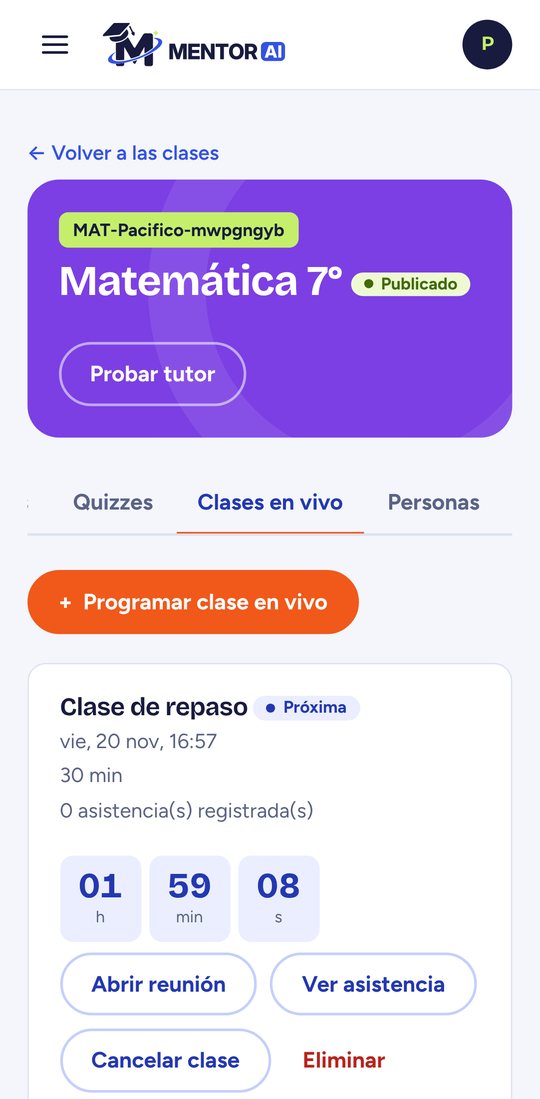 MENTOR AI
P
← Volver a las clases
MAT-Pacifico-mwpgngyb
Matemática 7º Publicado
Probar tutor
Quizzes Clases en vivo Personas
+ Programar clase en vivo
Clase de repaso Próxima
vie, 20 nov, 16:57
30 min
0 asistencia(s) registrada(s)
01 59 08
h min s
Abrir reunión Ver asistencia
Cancelar clase Eliminar